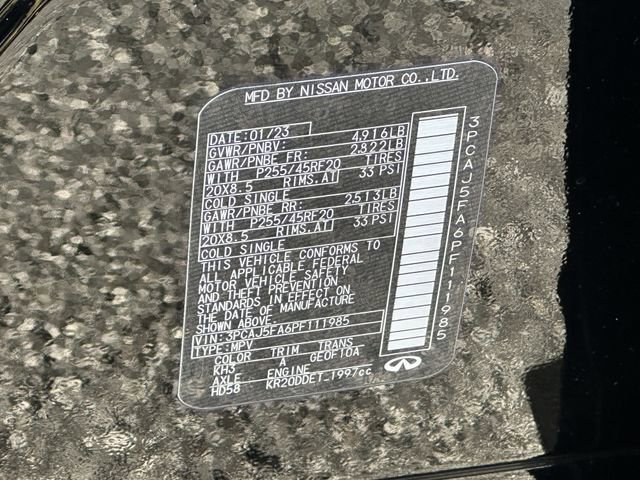 MFD BY NISSAN MOTOR CO.,LTD.
DATE:01/23
GVWR/PNBV: 4,916LB
GAWR/PNBE FR: 2,822LB
WITH P255/45RF20 TIRES
20X8.5 RIMS,AT 33 PSI
COLD SINGLE
GAWR/PNBE RR: 2,513LB
WITH P255/45RF20 TIRES
20X8.5 RIMS,AT 33 PSI
COLD SINGLE
THIS VEHICLE CONFORMS TO
ALL APPLICABLE FEDERAL
MOTOR VEHICLE SAFETY
AND THEFT PREVENTION
STANDARDS IN EFFECT ON
THE DATE OF MANUFACTURE
SHOWN ABOVE
VIN:3PCAJ5FA6PF111985
TYPE:MPV
COLOR TRIM TRANS
KH3 A GE0F10A
AXLE ENGINE
HD58 KR20DDET 1997cc
3PCAJ5FA6PF111985